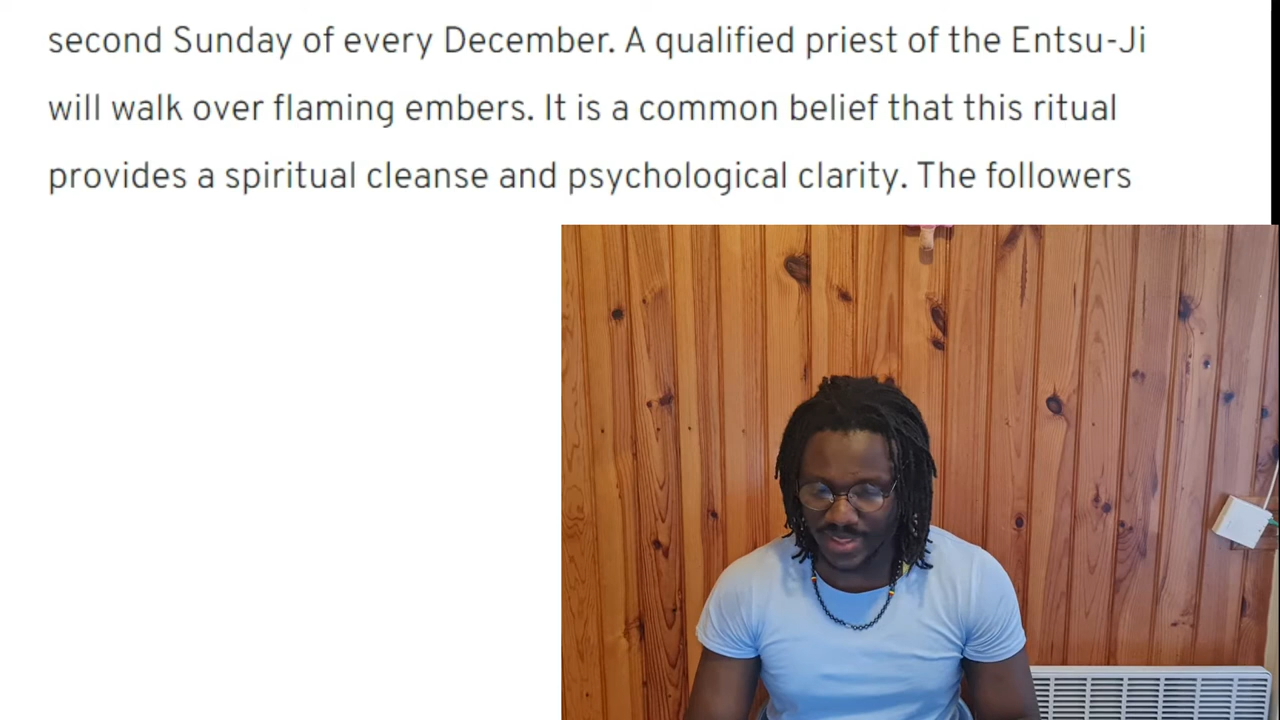 second Sunday of every December. A qualified priest of the Entsu-Ji
will walk over flaming embers. It is a common belief that this ritual
provides a spiritual cleanse and psychological clarity. The followers